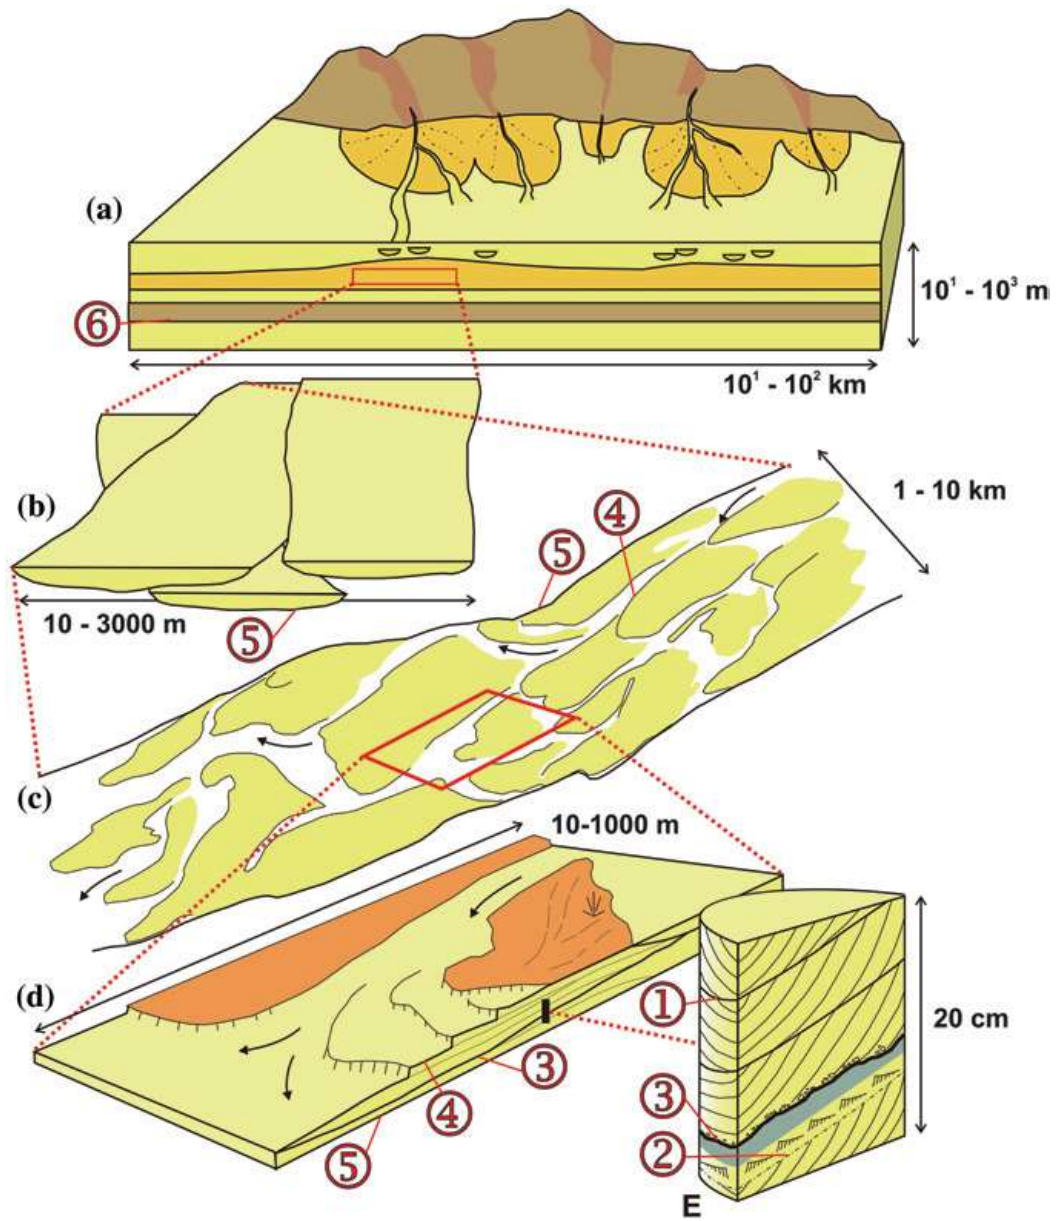 (a)
10¹ - 10³ m
⑥
10¹ - 10² km
(b)
1 - 10 km
④
⑤
10 - 3000 m
⑤
(c)
10-1000 m
(d)
①
20 cm
③
④
③
②
⑤
E